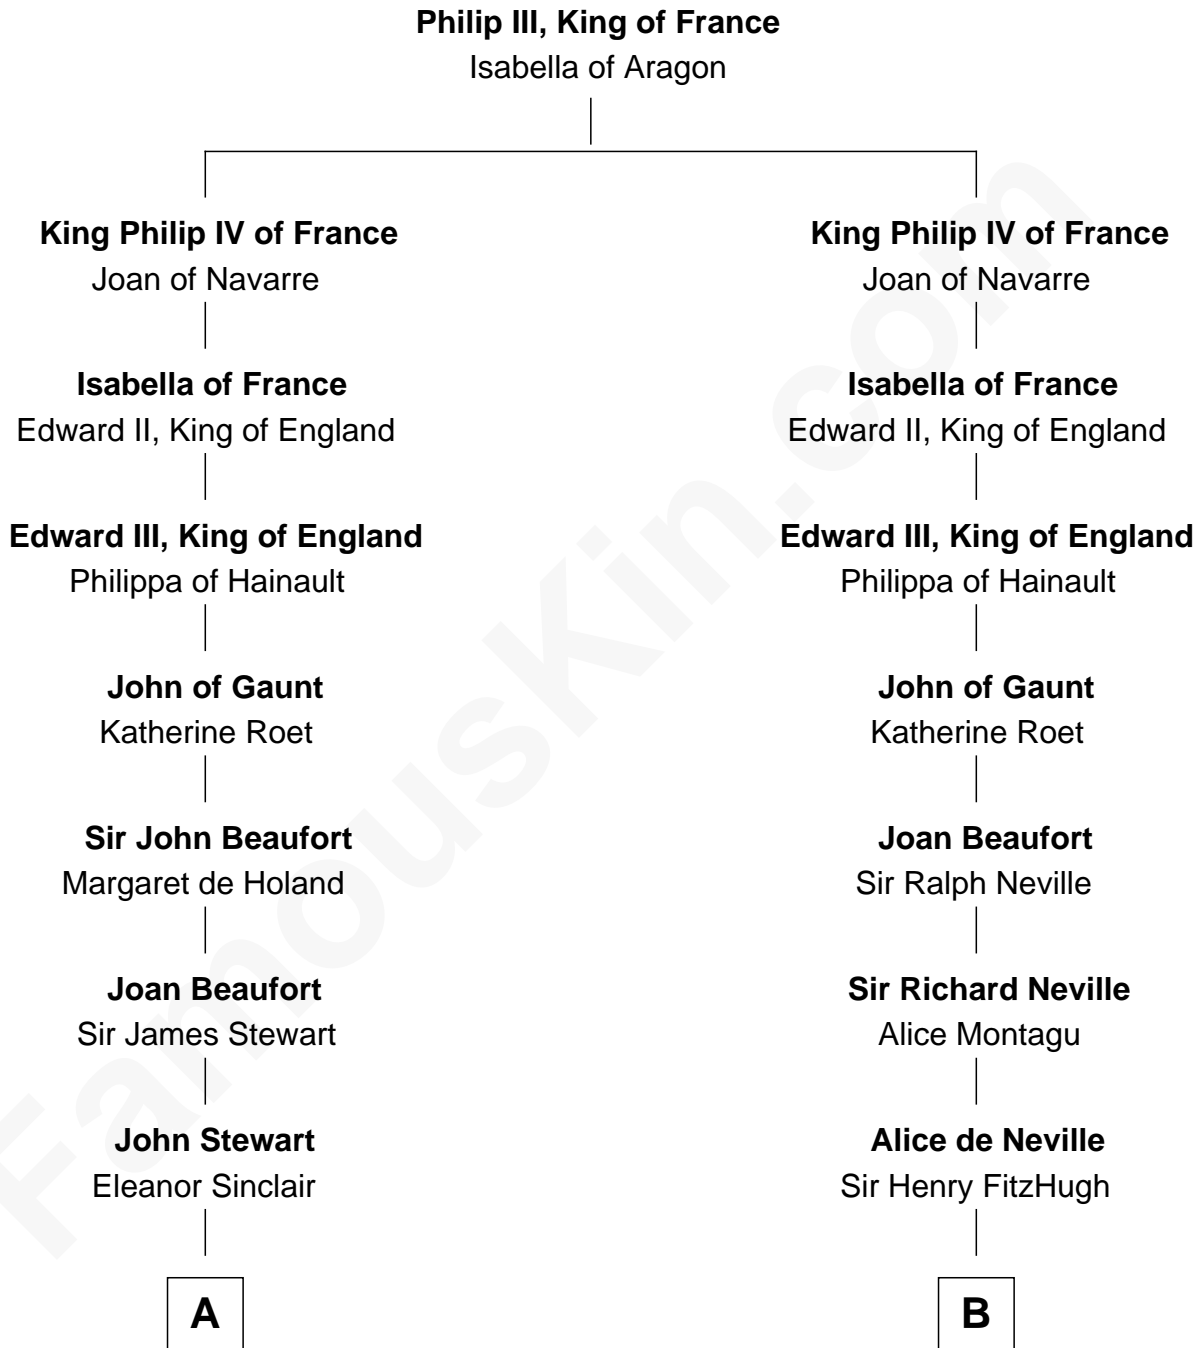 Philip III, King of France
Isabella of Aragon
King Philip IV of France
Joan of Navarre
King Philip IV of France
Joan of Navarre
Isabella of France
Edward II, King of England
Isabella of France
Edward II, King of England
Edward III, King of England
Philippa of Hainault
Edward III, King of England
Philippa of Hainault
John of Gaunt
Katherine Roet
John of Gaunt
Katherine Roet
Sir John Beaufort
Margaret de Holand
Joan Beaufort
Sir Ralph Neville
Joan Beaufort
Sir James Stewart
Sir Richard Neville
Alice Montagu
John Stewart
Eleanor Sinclair
Alice de Neville
Sir Henry FitzHugh
A
B
FamousKin.com